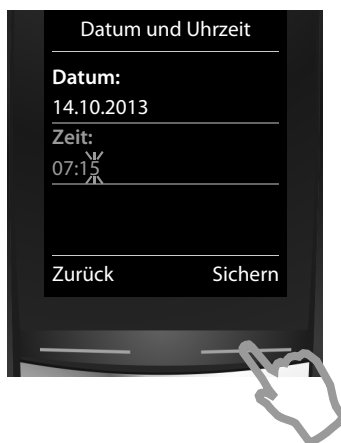 Datum und Uhrzeit
Datum:
14.10.2013
Zeit:
07:15
Zurück Sichern